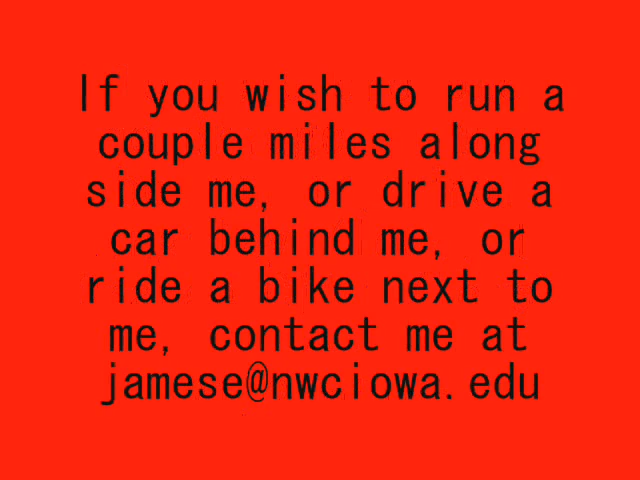 If you wish to run a
couple miles along
side me, or drive a
car behind me, or
ride a bike next to
me, contact me at
jamese@nwciowa.edu